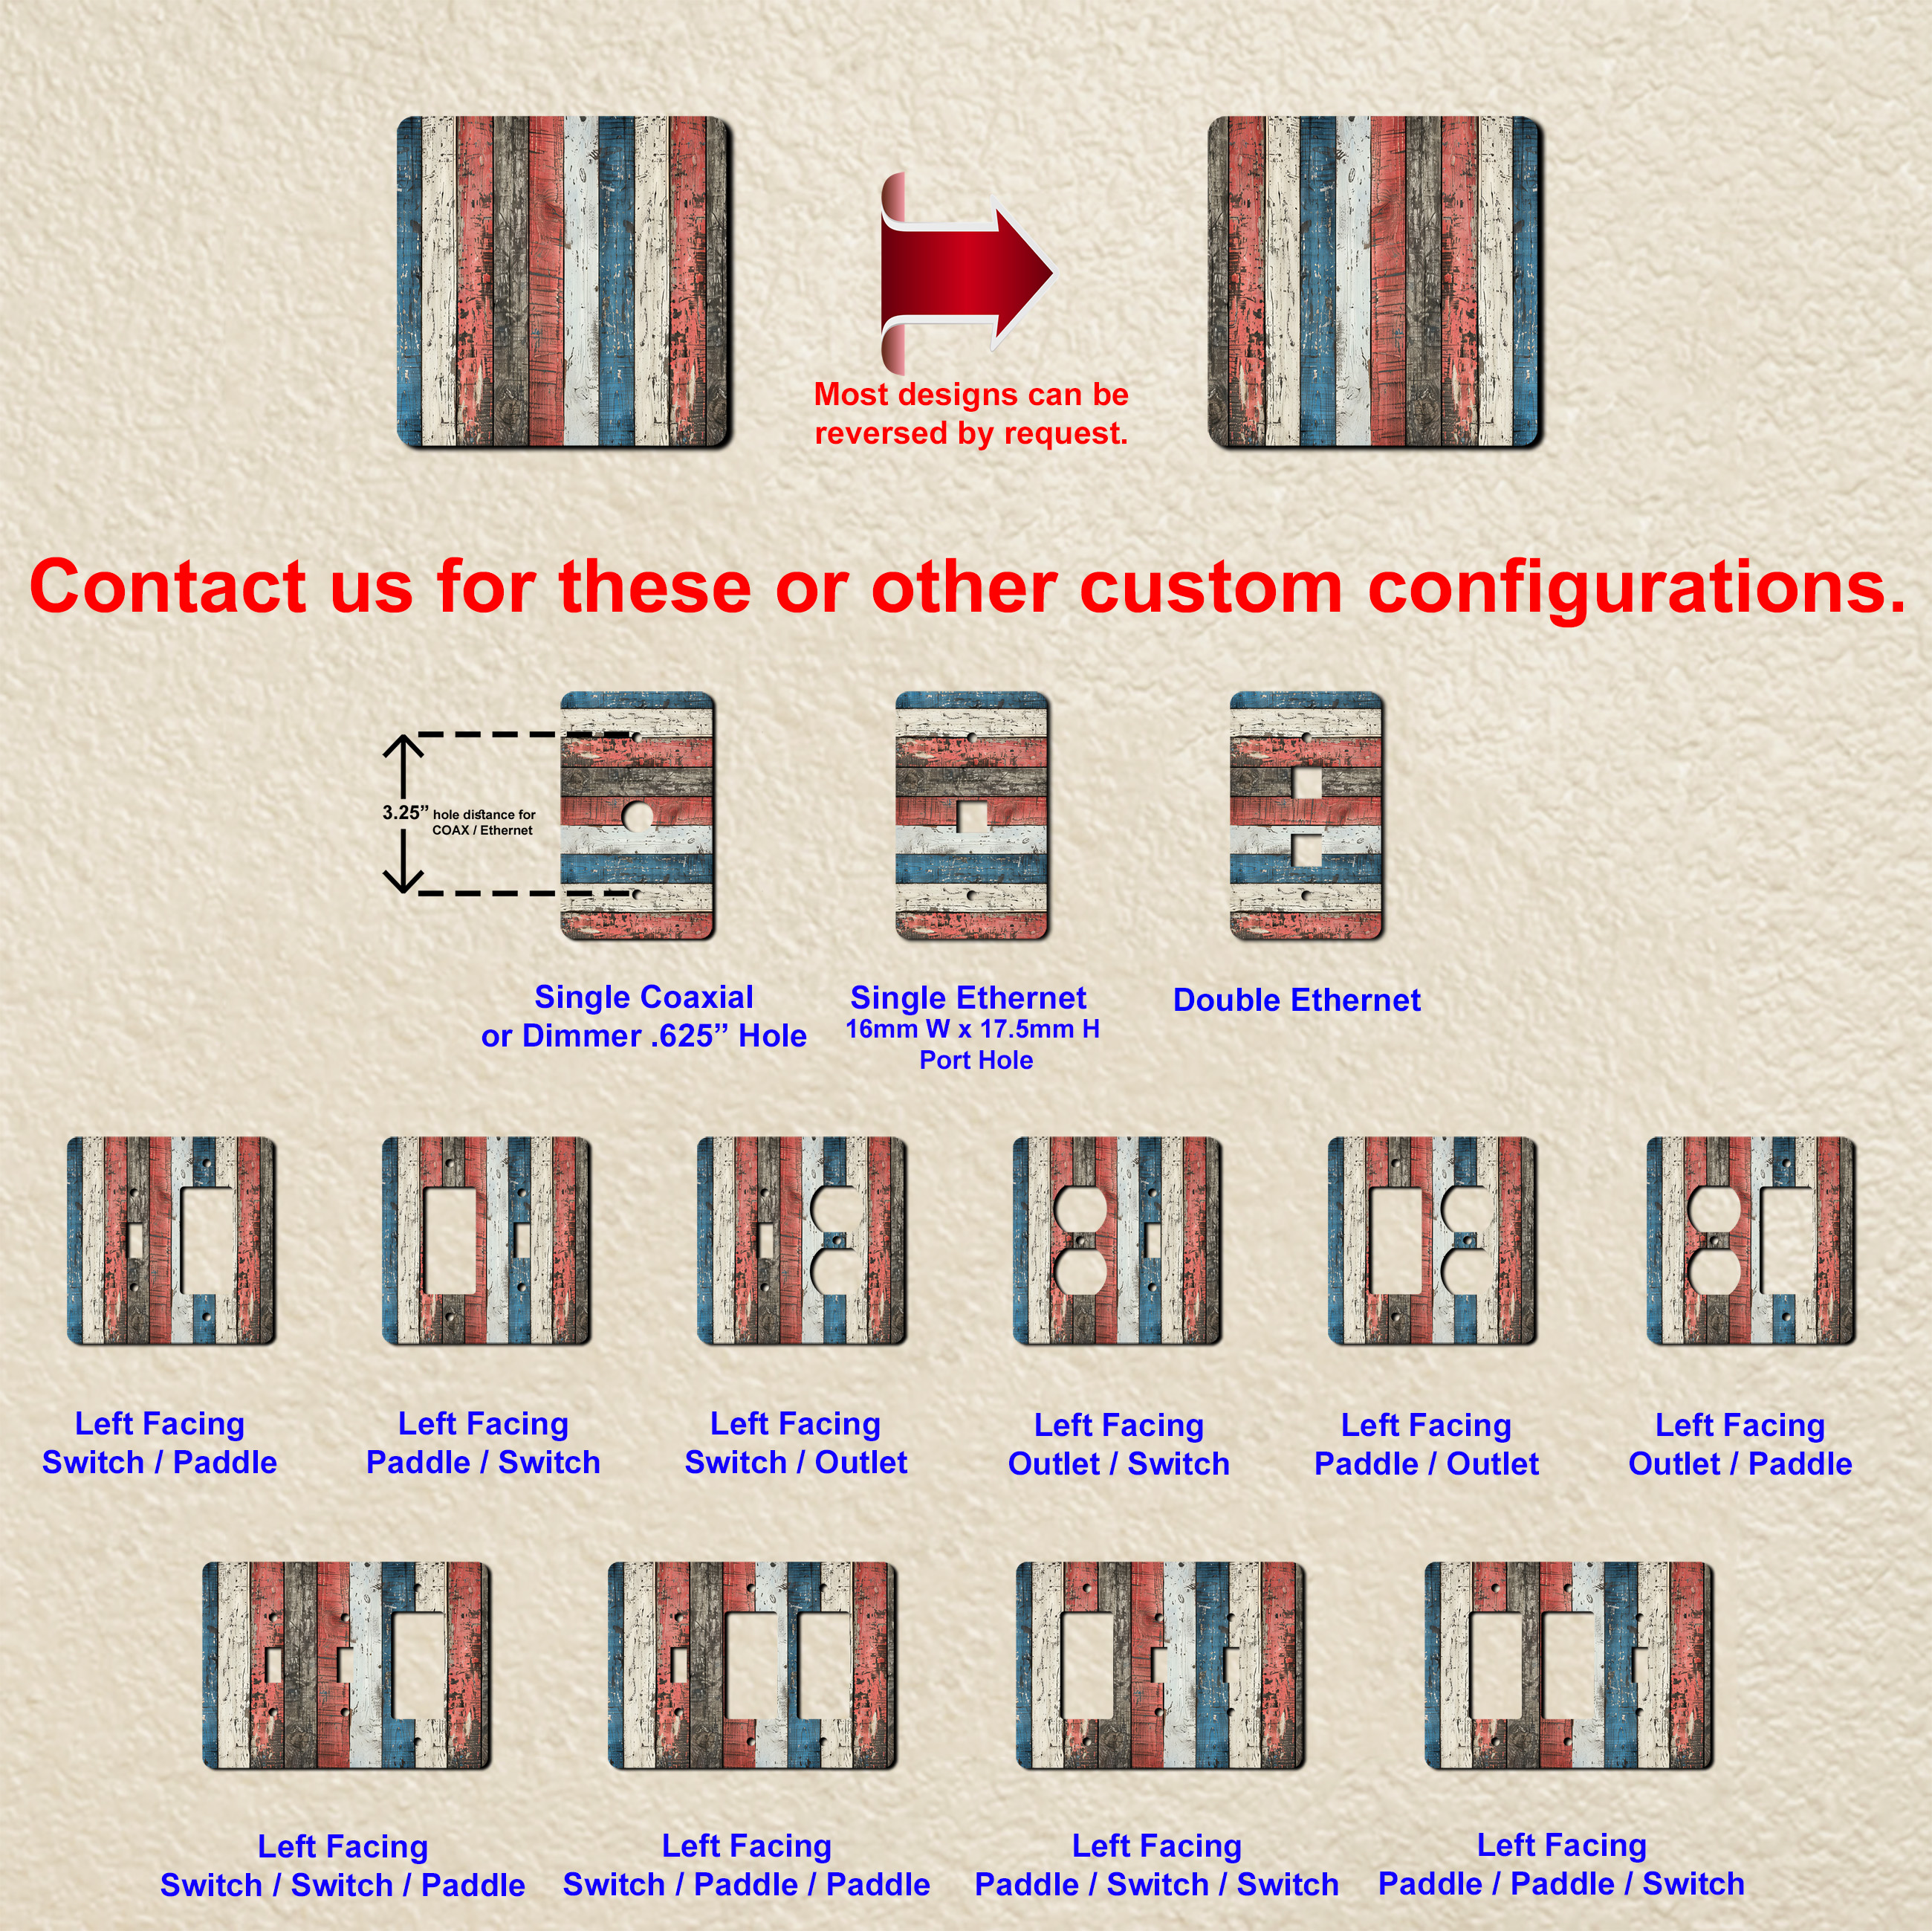 Most designs can be
reversed by request.
Contact us for these or other custom configurations.
3.25” hole distance for
COAX / Ethernet
Single Coaxial
or Dimmer .625” Hole
Single Ethernet
16mm W x 17.5mm H
Port Hole
Double Ethernet
Left Facing
Switch / Paddle
Left Facing
Paddle / Switch
Left Facing
Switch / Outlet
Left Facing
Outlet / Switch
Left Facing
Paddle / Outlet
Left Facing
Outlet / Paddle
Left Facing
Switch / Switch / Paddle
Left Facing
Switch / Paddle / Paddle
Left Facing
Paddle / Switch / Switch
Left Facing
Paddle / Paddle / Switch